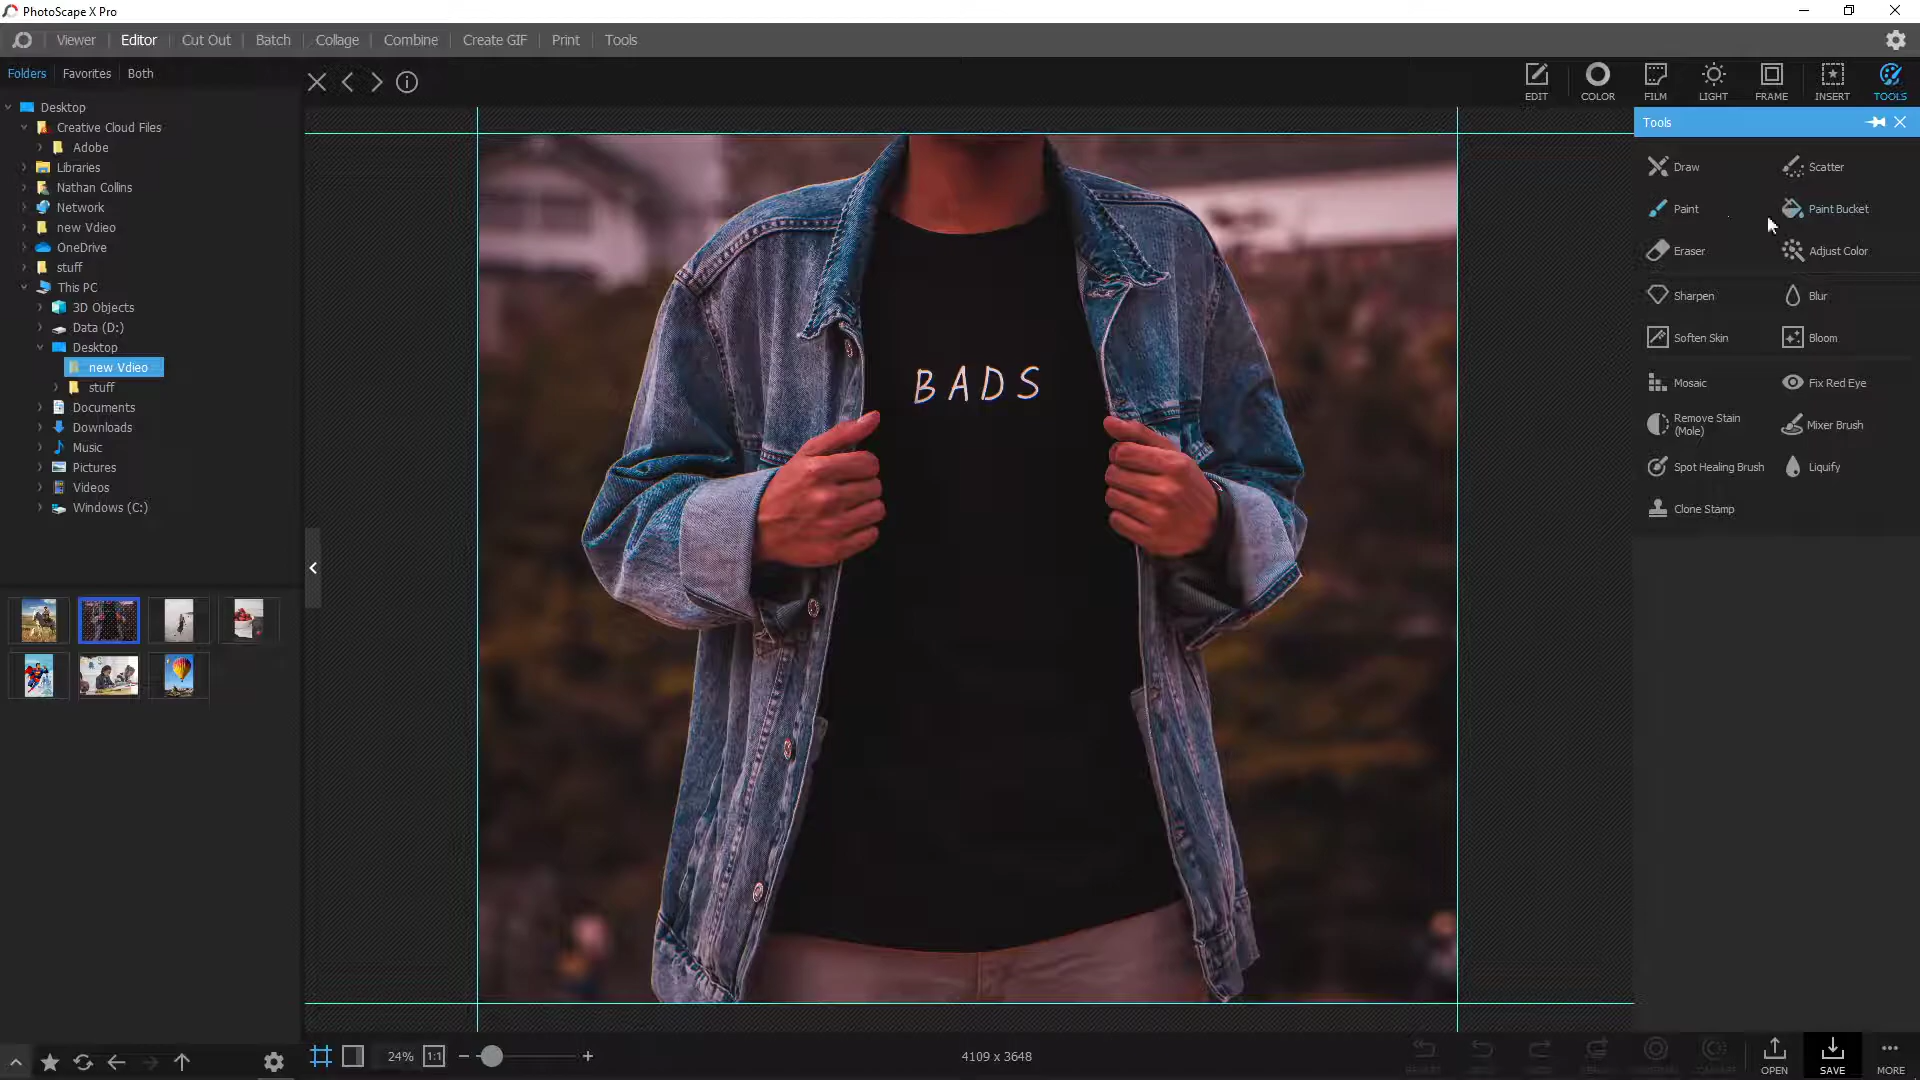 PhotoScape X Pro
Viewer Editor Cut Out Batch Collage Combine Create GIF Print Tools
Folders Favorites Both
EDIT COLOR FILM LIGHT FRAME INSERT TOOLS
Desktop
Creative Cloud Files
Adobe
Libraries
Nathan Collins
Network
new Vdieo
OneDrive
stuff
This PC
3D Objects
Data (D:)
Desktop
new Vdieo
stuff
Documents
Downloads
Music
Pictures
Videos
Windows (C:)
BADS
Tools
Draw Scatter
Paint Paint Bucket
Eraser Adjust Color
Sharpen Blur
Soften Skin Bloom
Mosaic Fix Red Eye
Remove Stain
(Mole)
Mixer Brush
Spot Healing Brush Liquify
Clone Stamp
24% 1:1 4109 x 3648
OPEN SAVE MORE